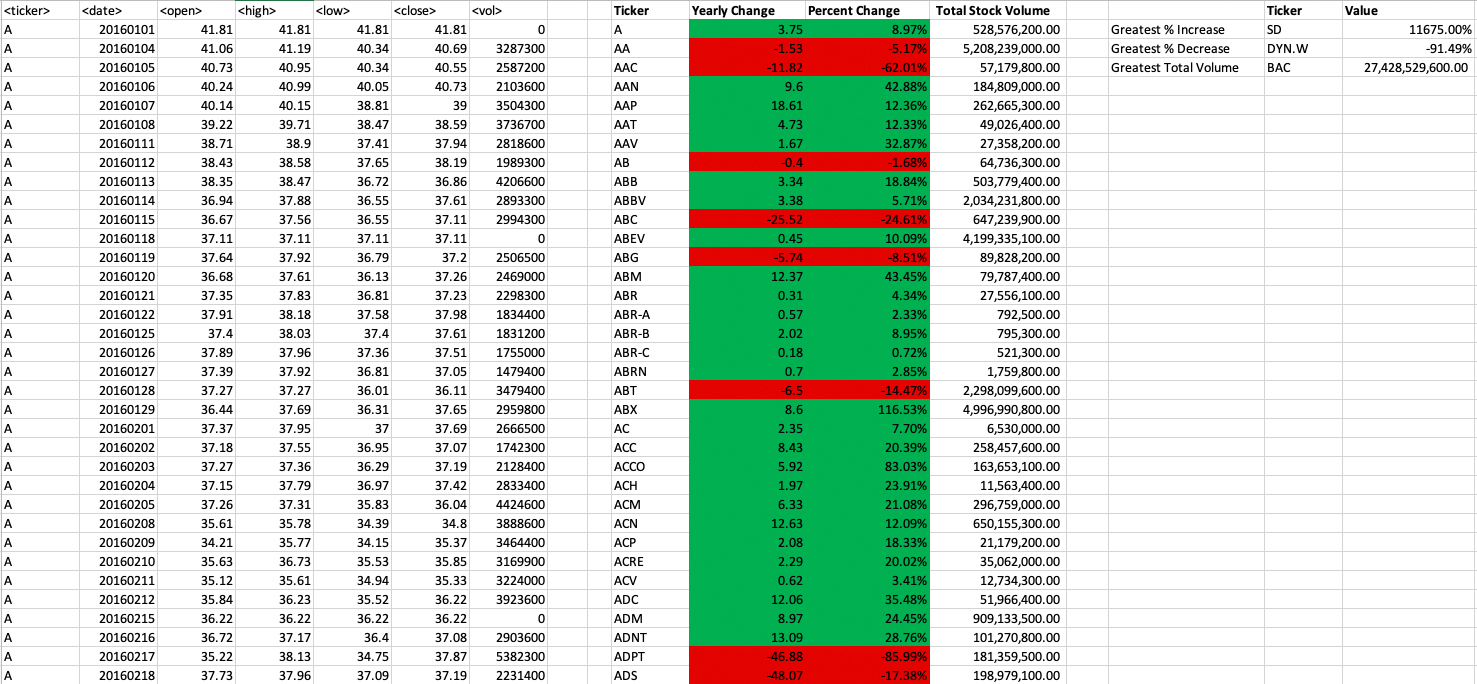 <ticker> <date> <open> <high> <low> <close> <vol> Ticker Yearly Change Percent Change Total Stock Volume Ticker Value
A 20160101 41.81 41.81 41.81 41.81 0 A 3.75 8.97% 528,576,200.00 Greatest % Increase SD 11675.00%
A 20160104 41.06 41.19 40.34 40.69 3287300 AA -1.53 -5.17% 5,208,239,000.00 Greatest % Decrease DYN.W -91.49%
A 20160105 40.73 40.95 40.34 40.55 2587200 AAC -11.82 -62.01% 57,179,800.00 Greatest Total Volume BAC 27,428,529,600.00
A 20160106 40.24 40.99 40.05 40.73 2103600 AAN 9.6 42.88% 184,809,000.00
A 20160107 40.14 40.15 38.81 39 3504300 AAP 18.61 12.36% 262,665,300.00
A 20160108 39.22 39.71 38.47 38.59 3736700 AAT 4.73 12.33% 49,026,400.00
A 20160111 38.71 38.9 37.41 37.94 2818600 AAV 1.67 32.87% 27,358,200.00
A 20160112 38.43 38.58 37.65 38.19 1989300 AB -0.4 -1.68% 64,736,300.00
A 20160113 38.35 38.47 36.72 36.86 4206600 ABB 3.34 18.84% 503,779,400.00
A 20160114 36.94 37.88 36.55 37.61 2893300 ABBV 3.38 5.71% 2,034,231,800.00
A 20160115 36.67 37.56 36.55 37.11 2994300 ABC -25.52 -24.61% 647,239,900.00
A 20160118 37.11 37.11 37.11 37.11 0 ABEV 0.45 10.09% 4,199,335,100.00
A 20160119 37.64 37.92 36.79 37.2 2506500 ABG -5.74 -8.51% 89,828,200.00
A 20160120 36.68 37.61 36.13 37.26 2469000 ABM 12.37 43.45% 79,787,400.00
A 20160121 37.35 37.83 36.81 37.23 2298300 ABR 0.31 4.34% 27,556,100.00
A 20160122 37.91 38.18 37.58 37.98 1834400 ABR-A 0.57 2.33% 792,500.00
A 20160125 37.4 38.03 37.4 37.61 1831200 ABR-B 2.02 8.95% 795,300.00
A 20160126 37.89 37.96 37.36 37.51 1755000 ABR-C 0.18 0.72% 521,300.00
A 20160127 37.39 37.92 36.81 37.05 1479400 ABRN 0.7 2.85% 1,759,800.00
A 20160128 37.27 37.27 36.01 36.11 3479400 ABT -6.5 -14.47% 2,298,099,600.00
A 20160129 36.44 37.69 36.31 37.65 2959800 ABX 8.6 116.53% 4,996,990,800.00
A 20160201 37.37 37.95 37 37.69 2666500 AC 2.35 7.70% 6,530,000.00
A 20160202 37.18 37.55 36.95 37.07 1742300 ACC 8.43 20.39% 258,457,600.00
A 20160203 37.27 37.36 36.29 37.19 2128400 ACCO 5.92 83.03% 163,653,100.00
A 20160204 37.15 37.79 36.97 37.42 2833400 ACH 1.97 23.91% 11,563,400.00
A 20160205 37.26 37.31 35.83 36.04 4424600 ACM 6.33 21.08% 296,759,000.00
A 20160208 35.61 35.78 34.39 34.8 3888600 ACN 12.63 12.09% 650,155,300.00
A 20160209 34.21 35.77 34.15 35.37 3464400 ACP 2.08 18.33% 21,179,200.00
A 20160210 35.63 36.73 35.53 35.85 3169900 ACRE 2.29 20.02% 35,062,000.00
A 20160211 35.12 35.61 34.94 35.33 3224000 ACV 0.62 3.41% 12,734,300.00
A 20160212 35.84 36.23 35.52 36.22 3923600 ADC 12.06 35.48% 51,966,400.00
A 20160215 36.22 36.22 36.22 36.22 0 ADM 8.97 24.45% 909,133,500.00
A 20160216 36.72 37.17 36.4 37.08 2903600 ADNT 13.09 28.76% 101,270,800.00
A 20160217 35.22 38.13 34.75 37.87 5382300 ADPT -46.88 -85.99% 181,359,500.00
A 20160218 37.73 37.96 37.09 37.19 2231400 ADS -48.07 -17.38% 198,979,100.00